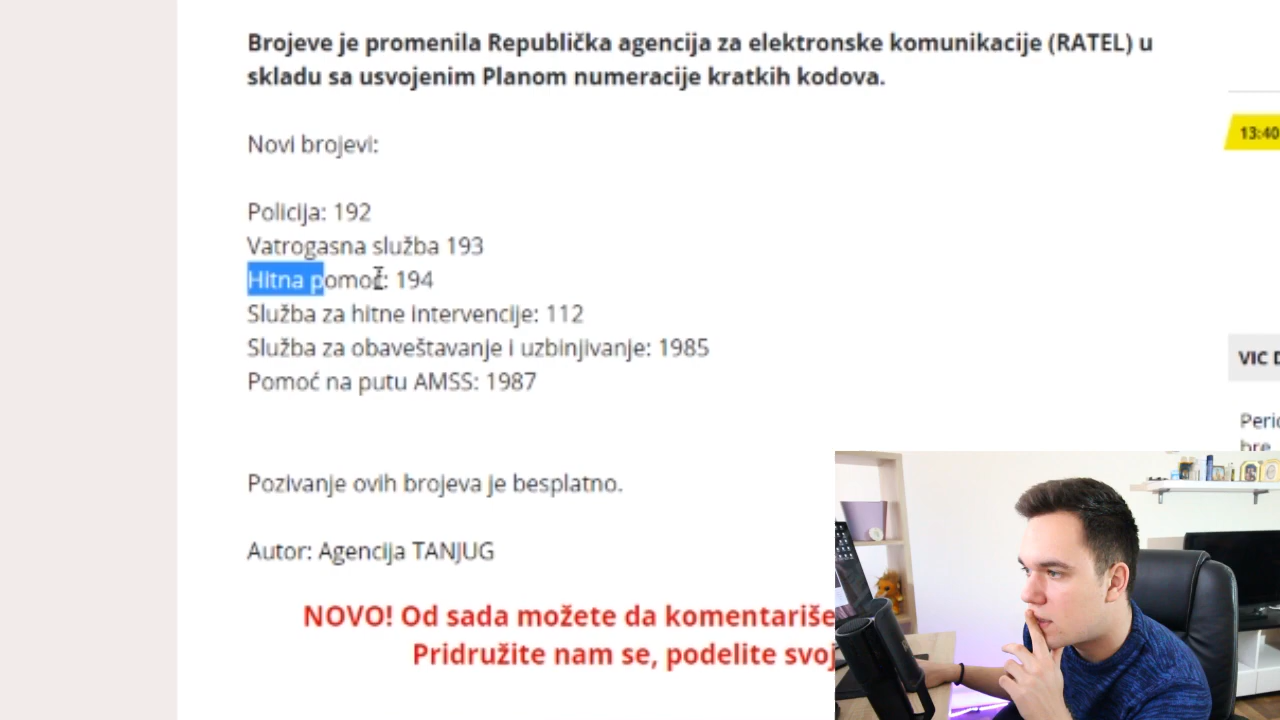 Brojeve je promenila Republička agencija za elektronske komunikacije (RATEL) u
skladu sa usvojenim Planom numeracije kratkih kodova.
Novi brojevi:
Policija: 192
Vatrogasna služba 193
Hitna pomoć: 194
Služba za hitne intervencije: 112
Služba za obaveštavanje i uzbinjivanje: 1985
Pomoć na putu AMSS: 1987
Pozivanje ovih brojeva je besplatno.
Autor: Agencija TANJUG
NOVO! Od sada možete da komentariše
Pridružite nam se, podelite svoj
13:40
VIC D
Peri
bre